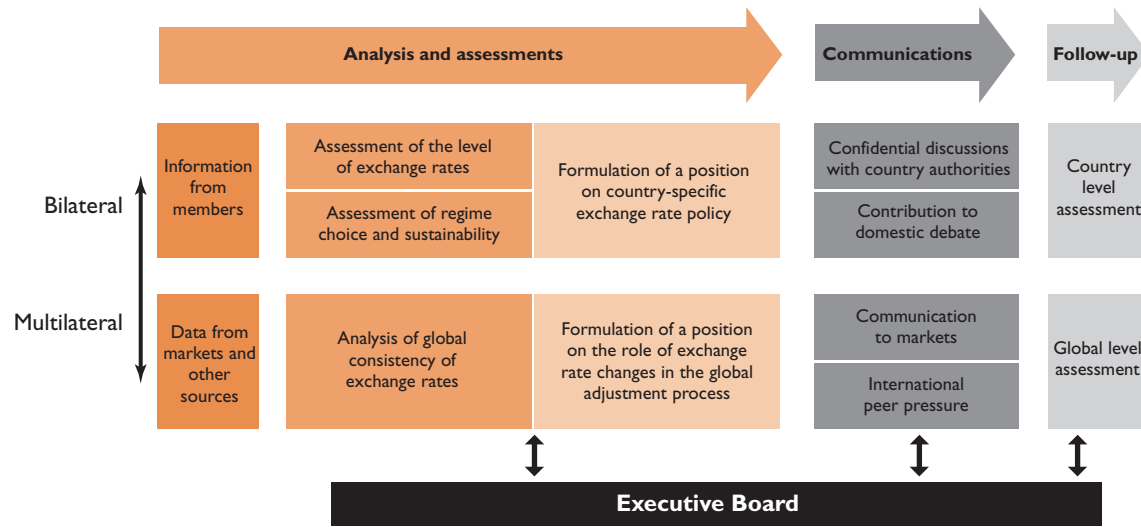 Analysis and assessments
Communications
Follow-up
Bilateral
Information
from
members
Assessment of the level
of exchange rates
Assessment of regime
choice and sustainability
Formulation of a position
on country-specific
exchange rate policy
Confidential discussions
with country authorities
Contribution to
domestic debate
Country
level
assessment
Multilateral
Data from
markets and
other
sources
Analysis of global
consistency of
exchange rates
Formulation of a position
on the role of exchange
rate changes in the global
adjustment process
Communication
to markets
International
peer pressure
Global level
assessment
Executive Board